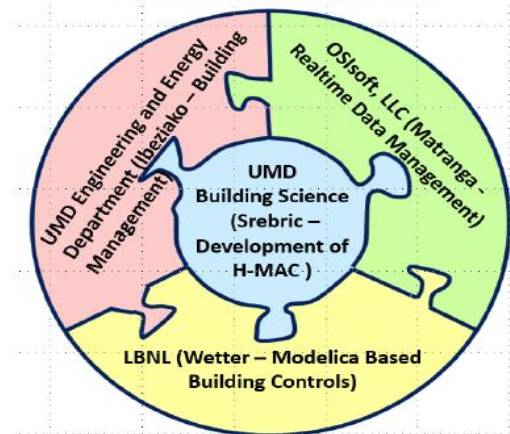 UMD Engineering and Energy
Department (Ibeziako – Building
Management)
OSIsoft, LLC (Matranga -
Realtime Data Management)
UMD
Building Science
(Srebric –
Development of
H-MAC )
LBNL (Wetter – Modelica Based
Building Controls)